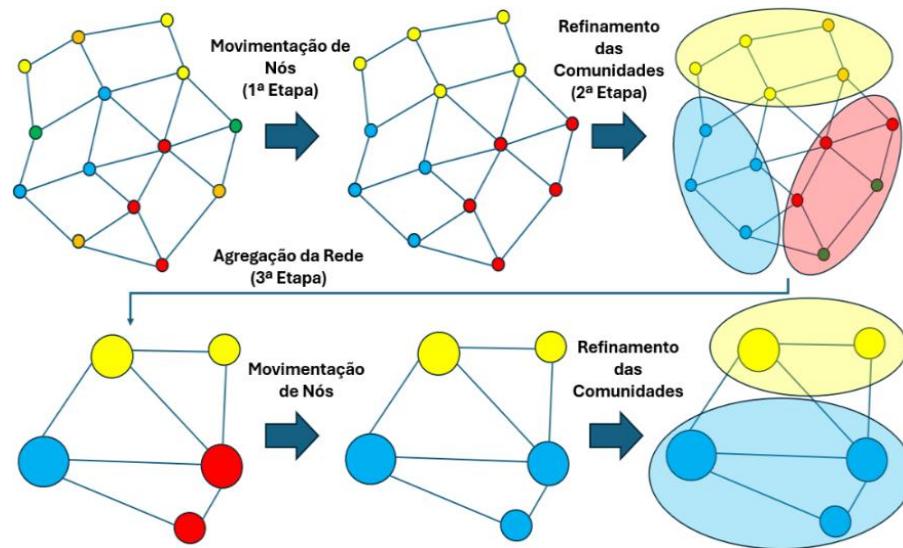 Movimentação de
Nós
(1ª Etapa)
Refinamento
das
Comunidades
(2ª Etapa)
Agregação da Rede
(3ª Etapa)
Movimentação
de Nós
Refinamento
das
Comunidades